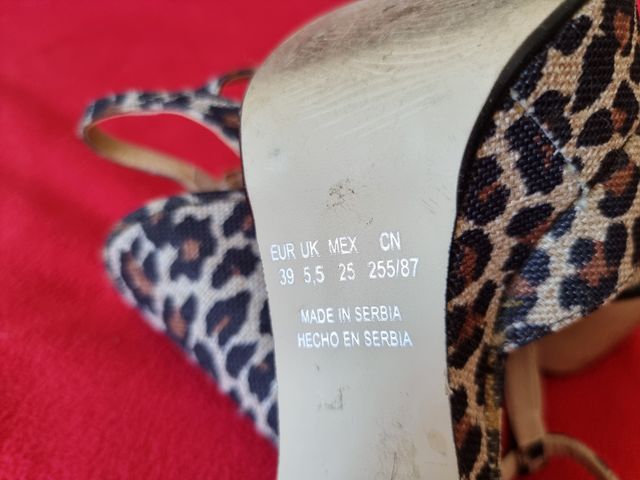 EUR UK MEX CN
39 5,5 25 255/87
MADE IN SERBIA
HECHO EN SERBIA